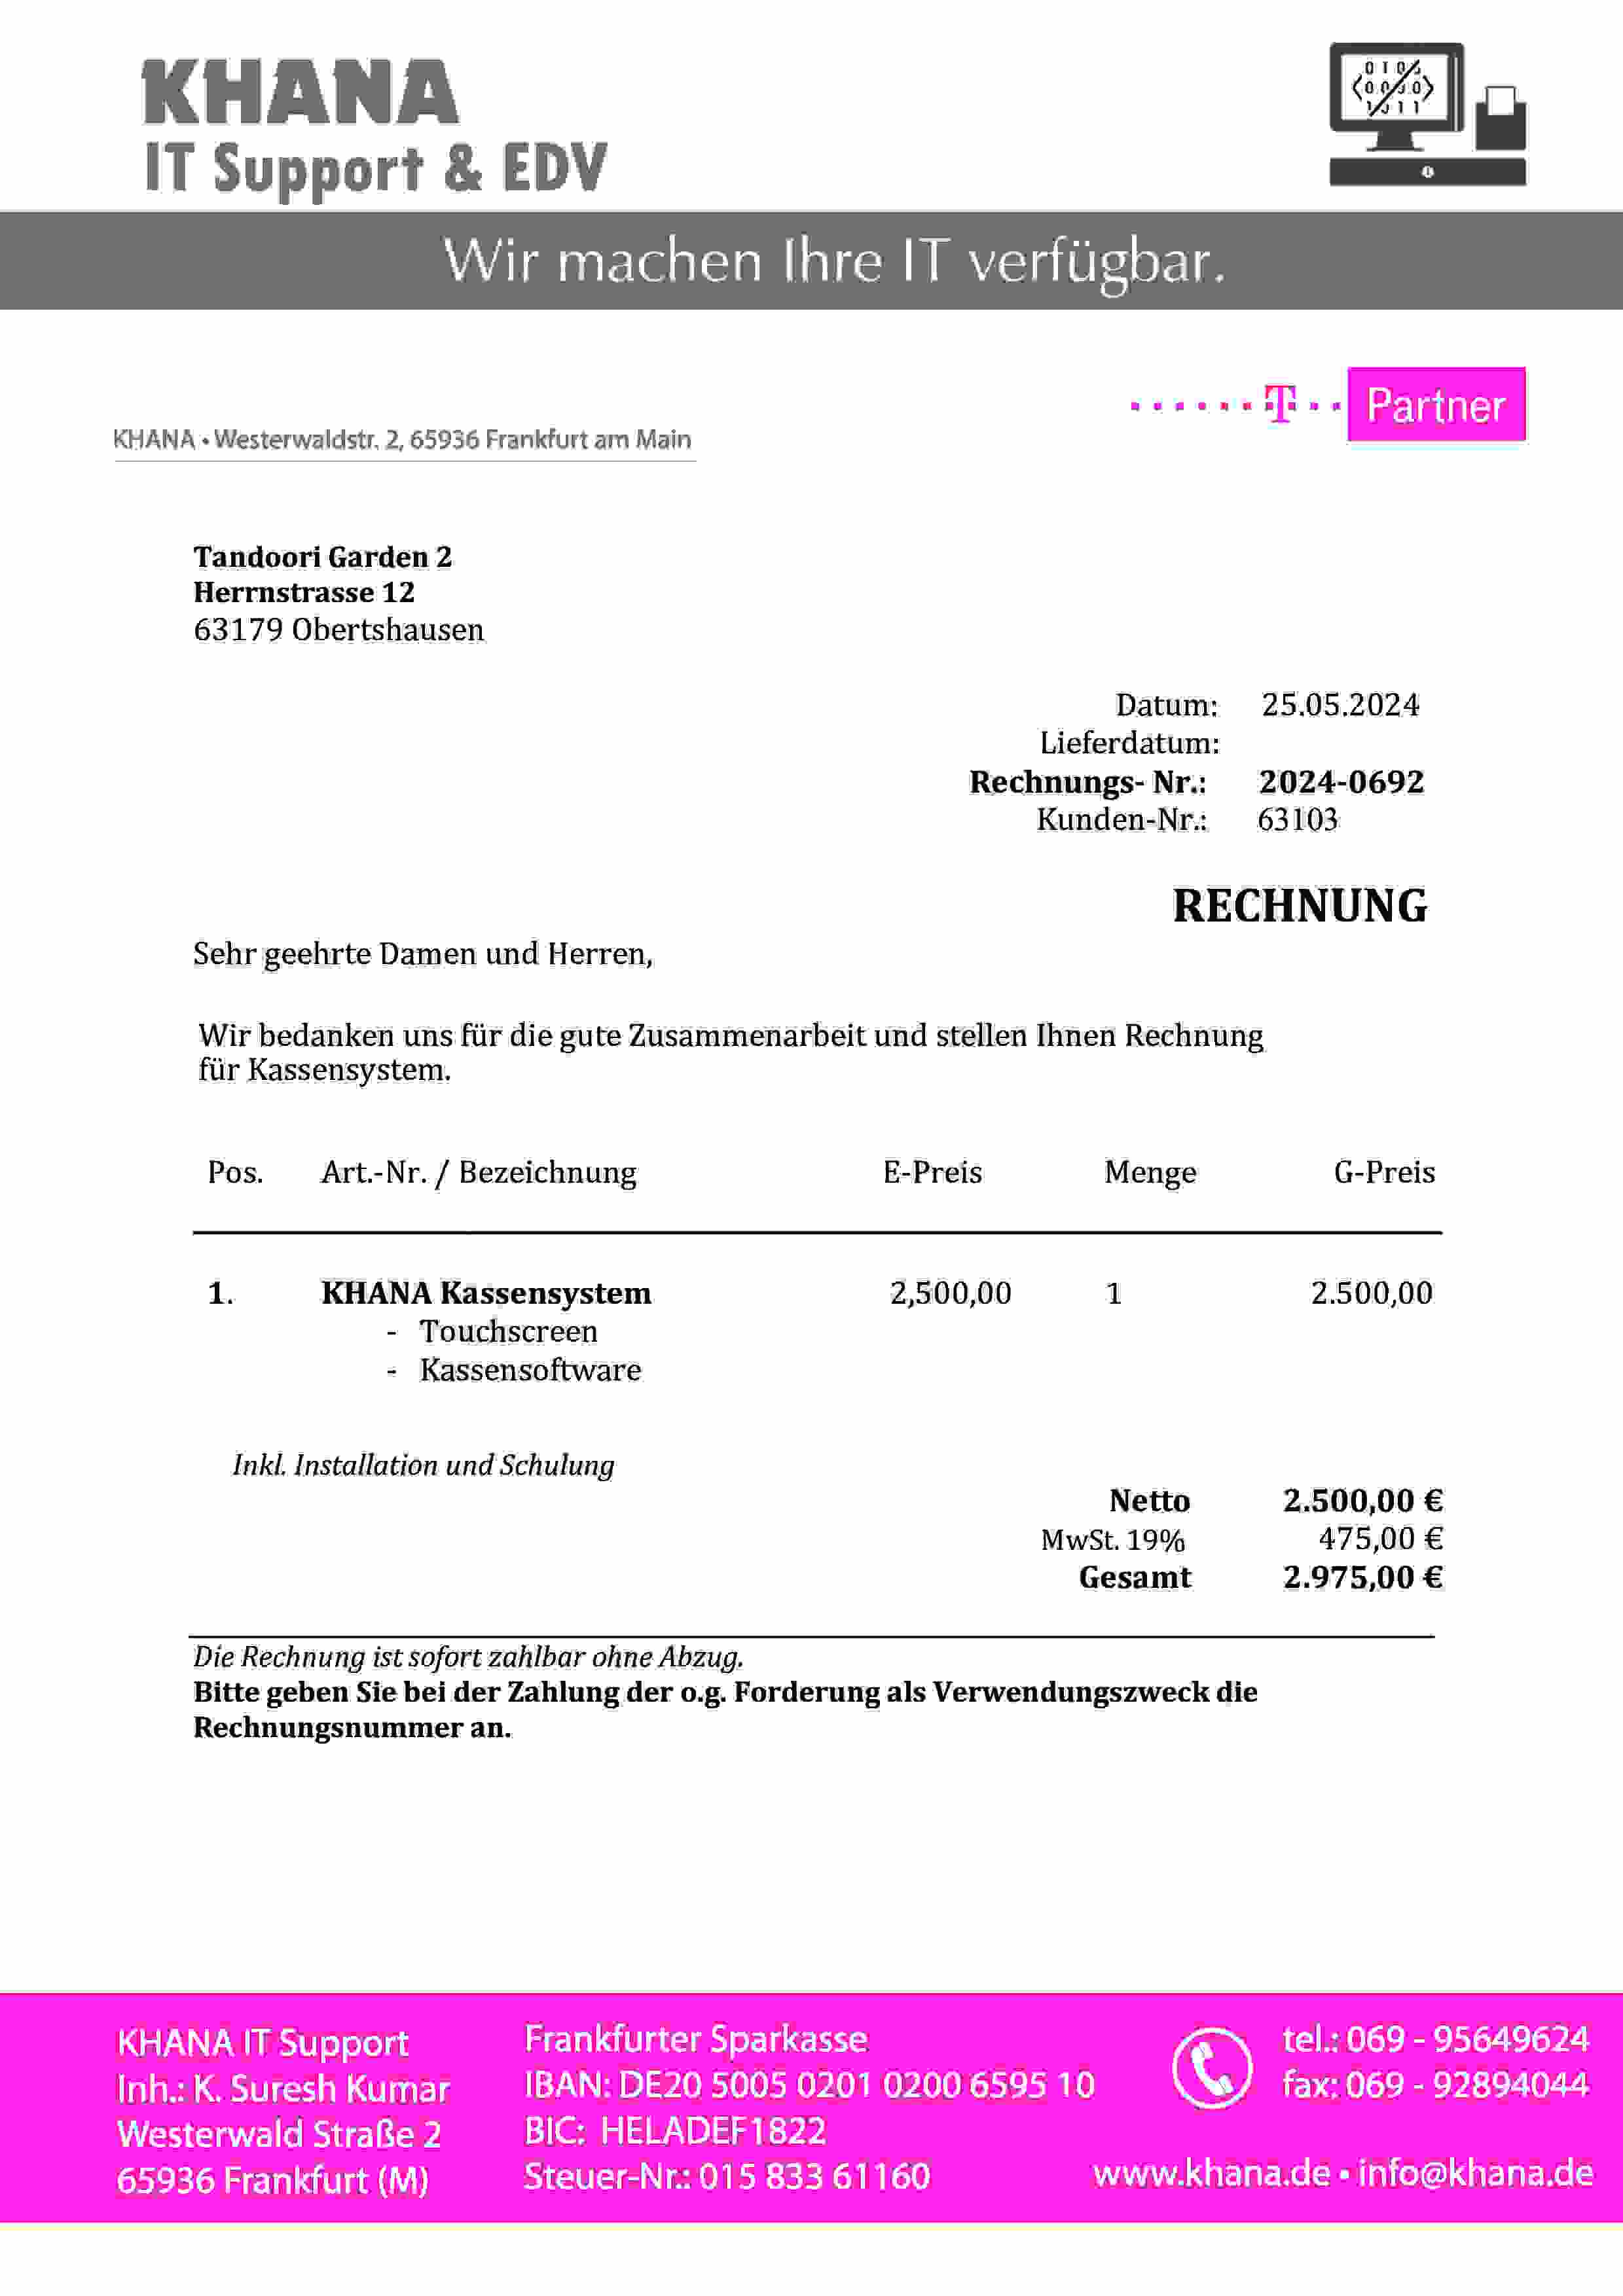 KHANA
IT Support & EDV
Wir machen Ihre IT verfügbar.
T Partner
KHANA • Westerwaldstr. 2, 65936 Frankfurt am Main
Tandoori Garden 2
Herrnstrasse 12
63179 Obertshausen
Datum: 25.05.2024
Lieferdatum:
Rechnungs- Nr.: 2024-0692
Kunden-Nr.: 63103
RECHNUNG
Sehr geehrte Damen und Herren,
Wir bedanken uns für die gute Zusammenarbeit und stellen Ihnen Rechnung
für Kassensystem.
Pos. Art.-Nr. / Bezeichnung E-Preis Menge G-Preis
1. KHANA Kassensystem 2,500,00 1 2.500,00
- Touchscreen
- Kassensoftware
Inkl. Installation und Schulung
Netto 2.500,00 €
MwSt. 19% 475,00 €
Gesamt 2.975,00 €
Die Rechnung ist sofort zahlbar ohne Abzug.
Bitte geben Sie bei der Zahlung der o.g. Forderung als Verwendungszweck die
Rechnungsnummer an.
KHANA IT Support
Inh.: K. Suresh Kumar
Westerwald Straße 2
65936 Frankfurt (M)
Frankfurter Sparkasse
IBAN: DE20 5005 0201 0200 6595 10
BIC: HELADEF1822
Steuer-Nr.: 015 833 61160
tel.: 069 - 95649624
fax: 069 - 92894044
www.khana.de • info@khana.de